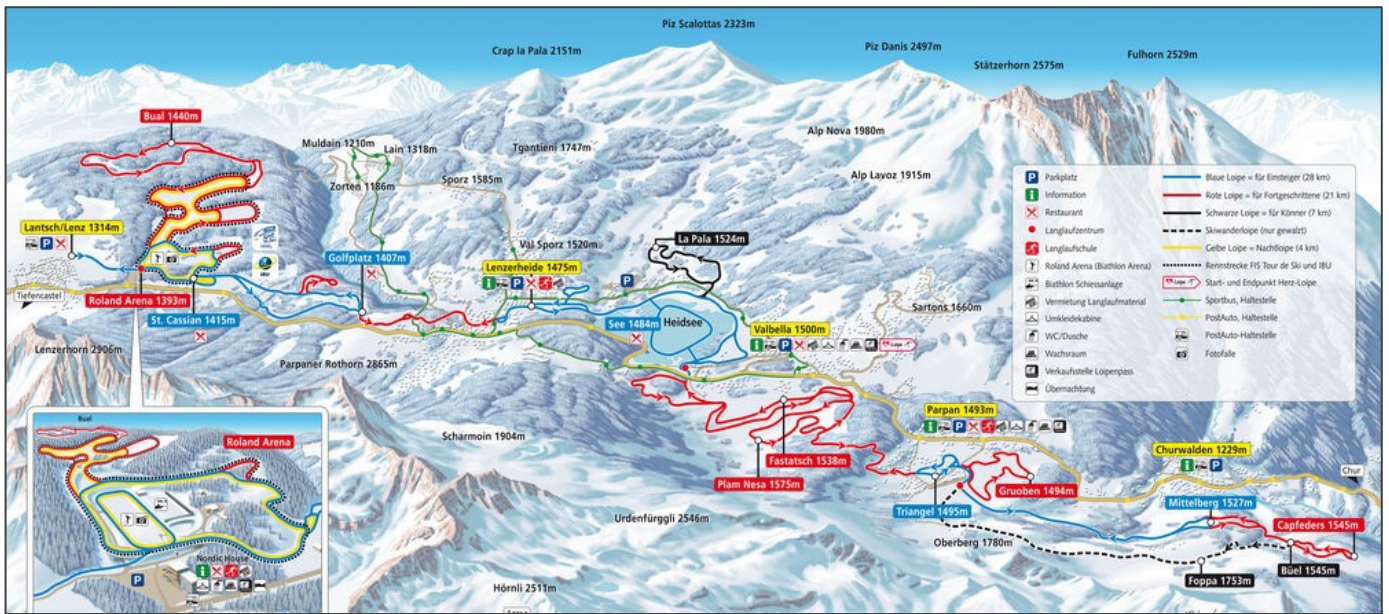 Piz Scalottas 2323m
Crap la Pala 2151m
Piz Danis 2497m
Fulhorn 2529m
Stätzerhorn 2575m
Bual 1440m
Alp Nova 1980m
Muldain 1210m
Lain 1318m
Tgantieni 1747m
Alp Lavoz 1915m
Zorten 1186m
Sporz 1585m
Lantsch/Lenz 1314m
Val Sporz 1520m
La Pala 1524m
Golfplatz 1407m
Lenzerheide 1475m
Tiefencastel
Roland Arena 1393m
St. Cassian 1415m
See 1484m
Heidsee
Valbella 1500m
Sartons 1660m
Lenzerhorn 2906m
Parpaner Rothorn 2865m
Parkplatz
Information
Restaurant
Langlaufzentrum
Langlaufschule
Roland Arena (Biathlon Arena)
Biathlon Schiessanlage
Vermietung Langlaufmaterial
Umkleidekabine
WC/Dusche
Wachsraum
Verkaufsstelle Loipenpass
Übernachtung
Blaue Loipe = für Einsteiger (28 km)
Rote Loipe = für Fortgeschrittene (21 km)
Schwarze Loipe = für Könner (7 km)
Skiwanderloipe (nur gewalzt)
Gelbe Loipe = Nachtloipe (4 km)
Rennstrecke FIS Tour de Ski und IBU
Start- und Endpunkt Herz-Loipe
Sportbus, Haltestelle
PostAuto, Haltestelle
PostAuto-Haltestelle
Fotofalle
Parpan 1493m
Scharmoin 1904m
Fastatsch 1538m
Plam Nesa 1575m
Churwalden 1229m
Chur
Gruoben 1494m
Triangel 1495m
Mittelberg 1527m
Capfeders 1545m
Urdenfürggli 2546m
Oberberg 1780m
Büel 1545m
Foppa 1753m
Hörnli 2511m
Bual
Roland Arena
Nordic House